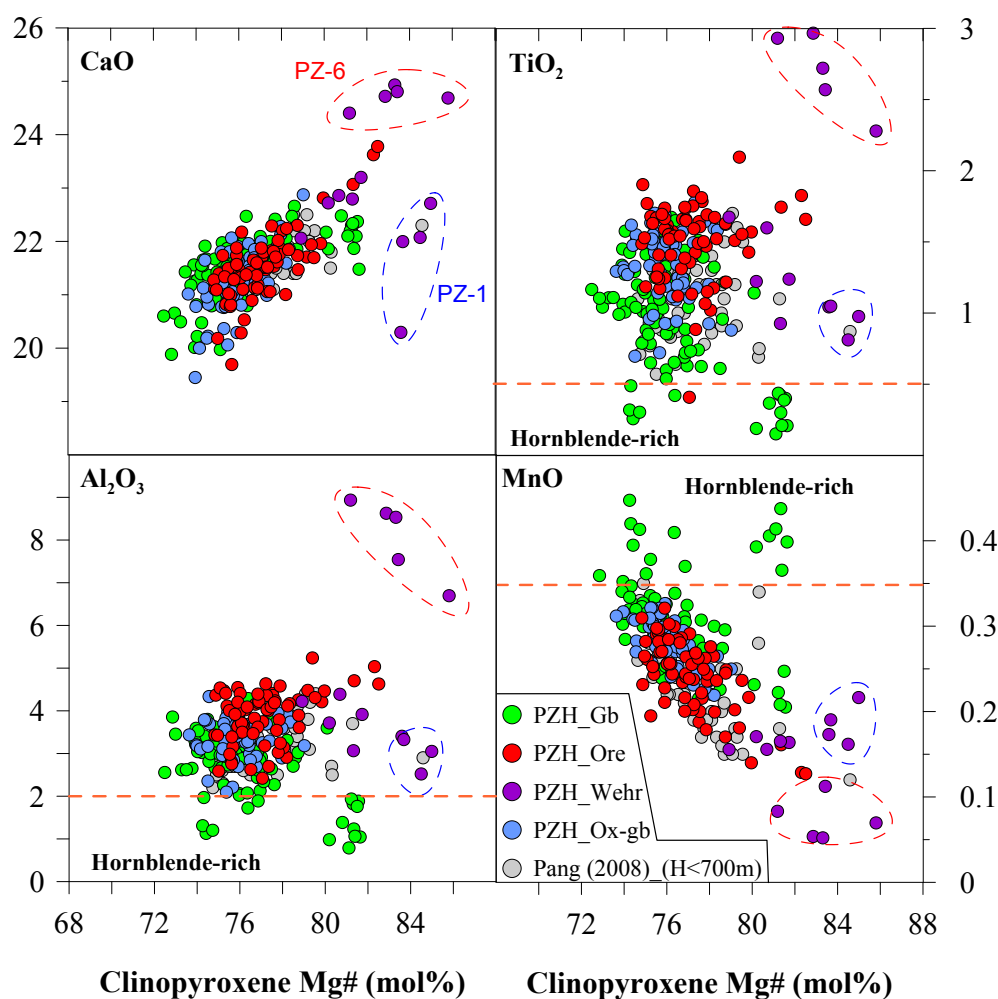 26
24
22
20
CaO
PZ-6
PZ-1
TiO₂
Hornblende-rich
3
2
1
Al₂O₃
Hornblende-rich
8
6
4
2
0
MnO
Hornblende-rich
0.4
0.3
0.2
0.1
0
PZH_Gb
PZH_Ore
PZH_Wehr
PZH_Ox-gb
Pang (2008)_(H<700m)
68 72 76 80 84
72 76 80 84 88
Clinopyroxene Mg# (mol%)
Clinopyroxene Mg# (mol%)